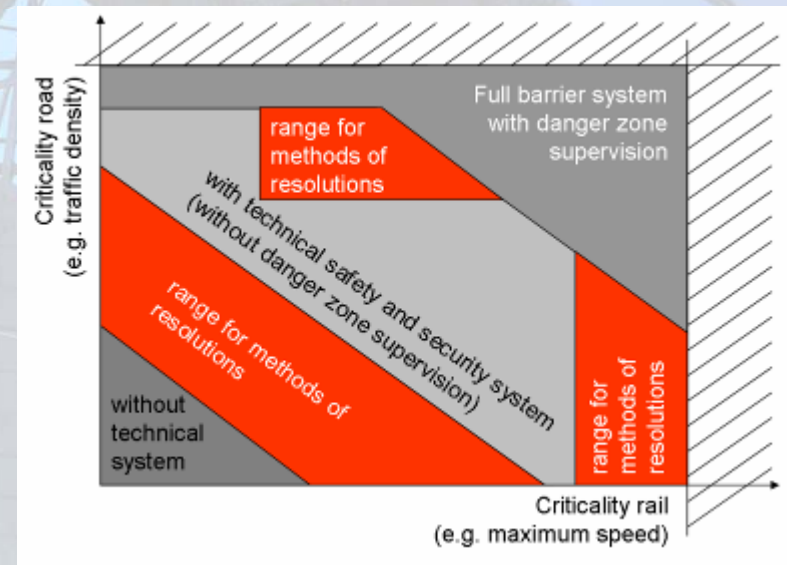 Criticality road
(e.g. traffic density)
Full barrier system
with danger zone
supervision
range for
methods of
resolutions
with technical safety and security system
(without danger zone supervision)
range for methods of
resolutions
without
technical
system
range for
methods of
resolutions
Criticality rail
(e.g. maximum speed)